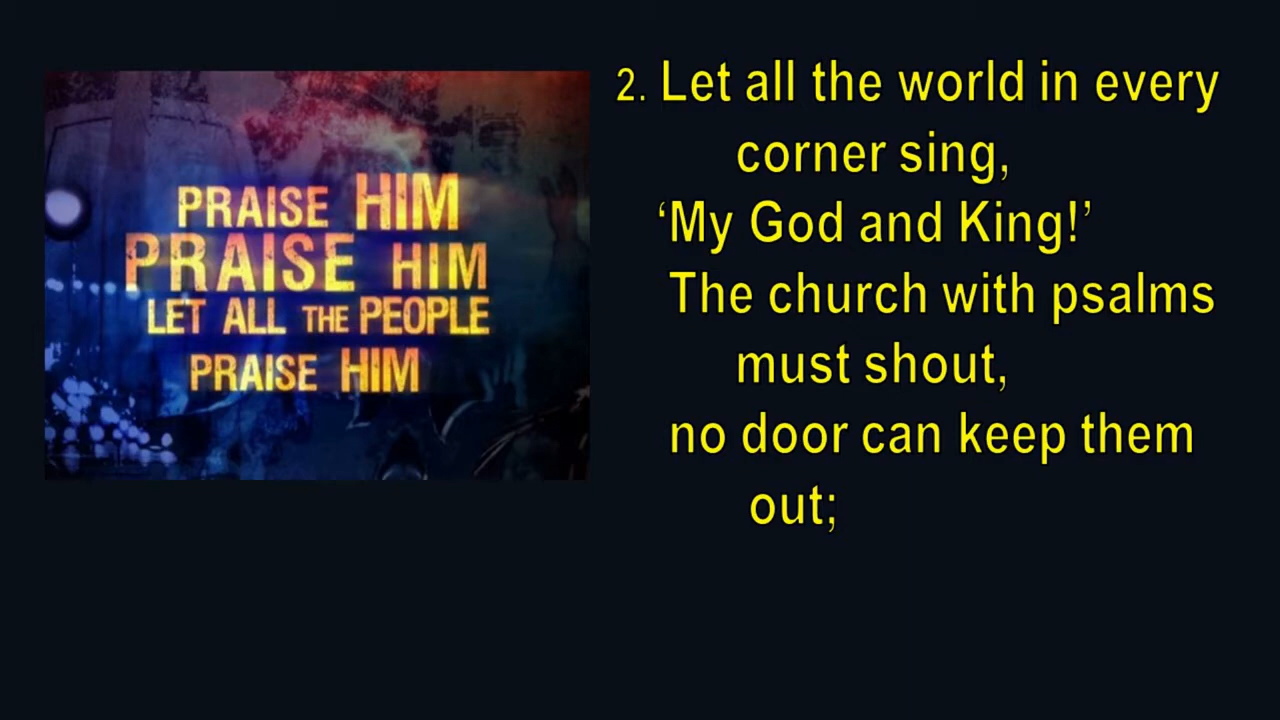 PRAISE HIM
PRAISE HIM
LET ALL THE PEOPLE
PRAISE HIM
2. Let all the world in every
corner sing,
‘My God and King!’
The church with psalms
must shout,
no door can keep them
out;